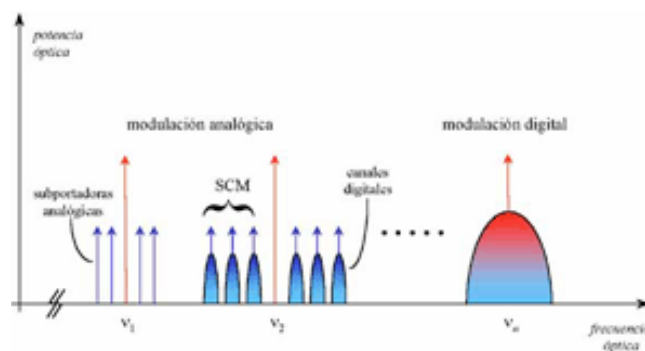 potencia
óptica
modulación analógica
modulación digital
SCM
canales
digitales
subportadoras
analógicas
ν1
ν2
νn
frecuencia
óptica